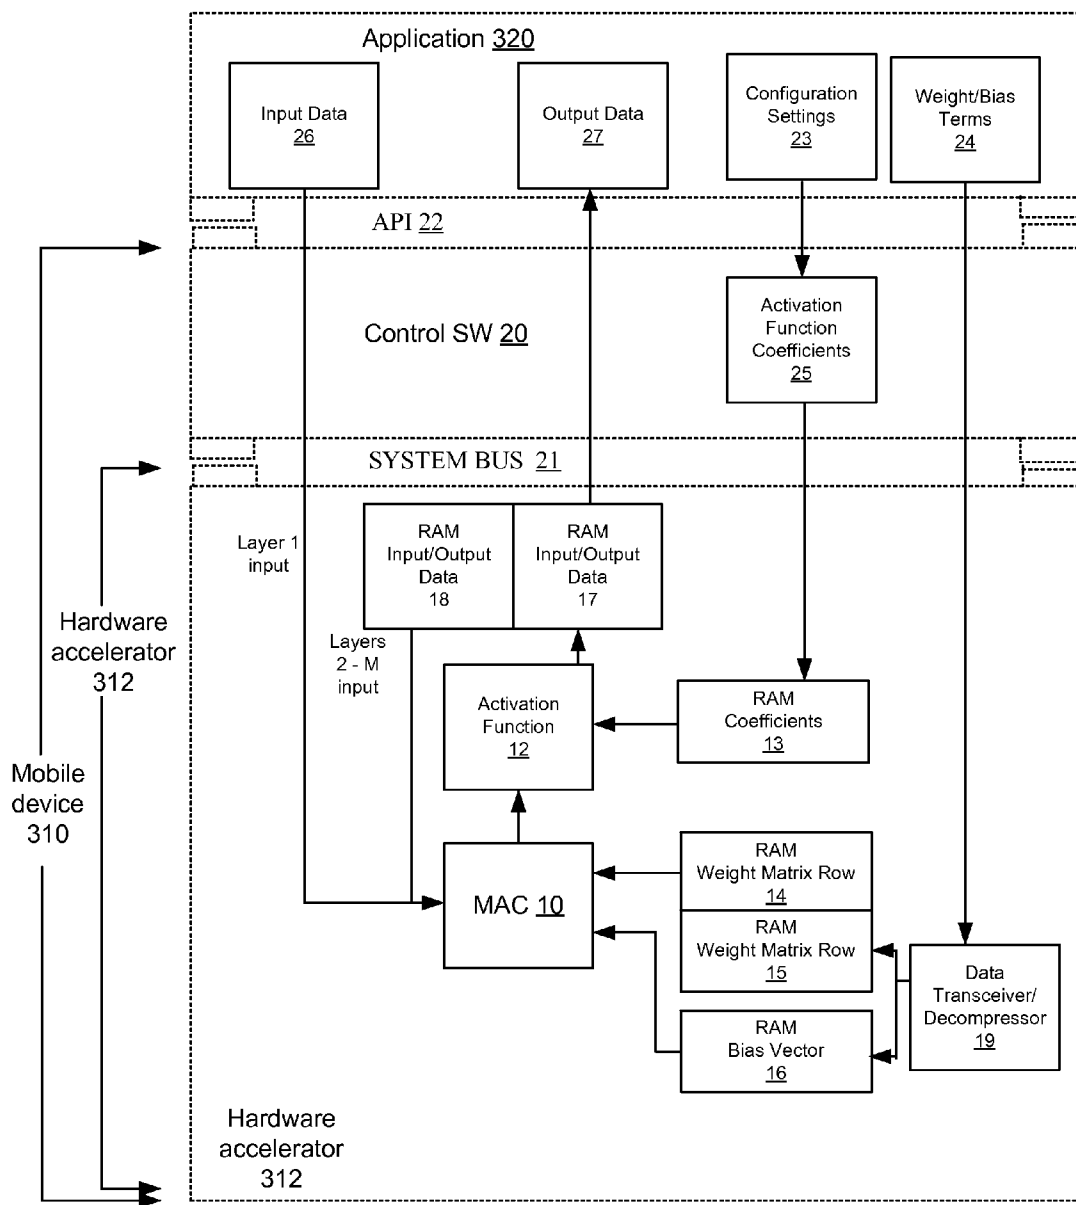 Application 320
Input Data
26
Output Data
27
Configuration
Settings
23
Weight/Bias
Terms
24
API 22
Control SW 20
Activation
Function
Coefficients
25
SYSTEM BUS 21
Layer 1
input
RAM
Input/Output
Data
18
RAM
Input/Output
Data
17
Layers
2 - M
input
Hardware
accelerator
312
Mobile
device
310
Activation
Function
12
RAM
Coefficients
13
MAC 10
RAM
Weight Matrix Row
14
RAM
Weight Matrix Row
15
RAM
Bias Vector
16
Data
Transceiver/
Decompressor
19
Hardware
accelerator
312